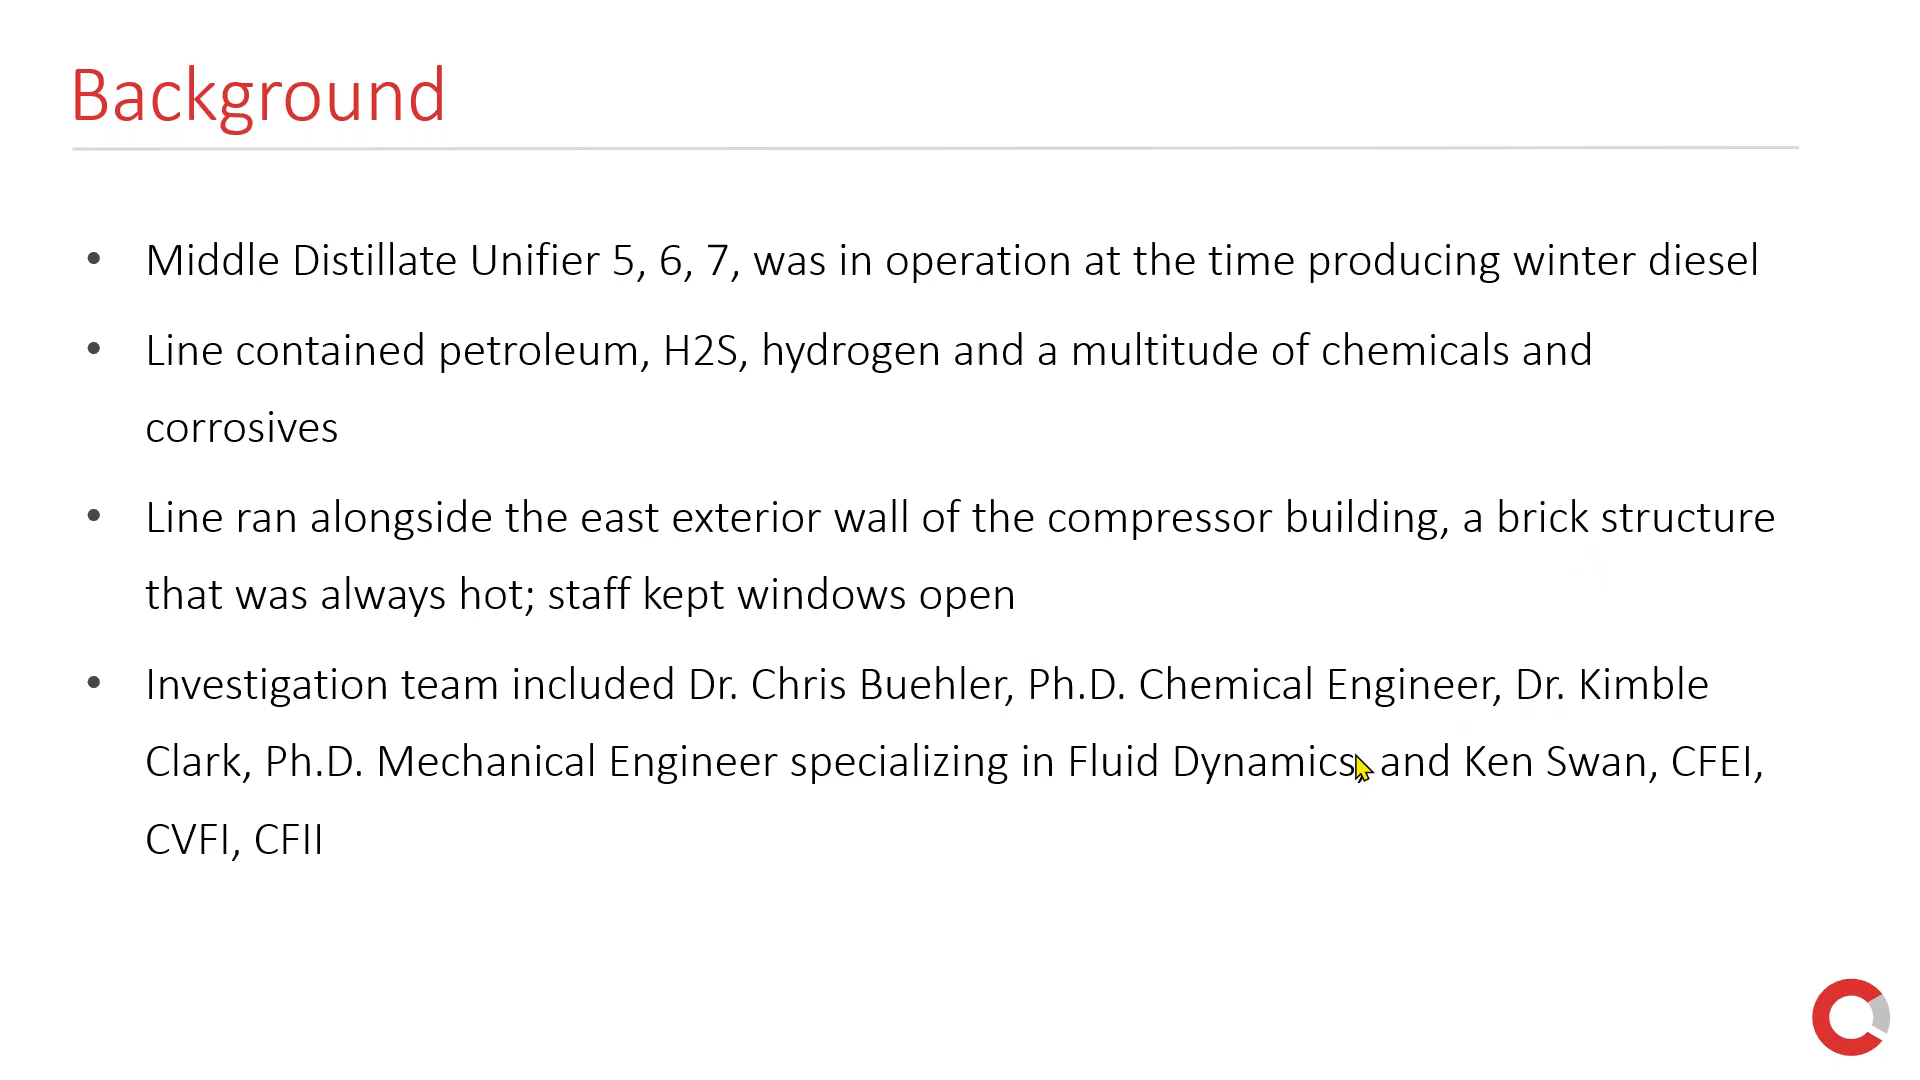 Background
• Middle Distillate Unifier 5, 6, 7, was in operation at the time producing winter diesel
• Line contained petroleum, H2S, hydrogen and a multitude of chemicals and
corrosives
• Line ran alongside the east exterior wall of the compressor building, a brick structure
that was always hot; staff kept windows open
• Investigation team included Dr. Chris Buehler, Ph.D. Chemical Engineer, Dr. Kimble
Clark, Ph.D. Mechanical Engineer specializing in Fluid Dynamics, and Ken Swan, CFEI,
CVFI, CFII